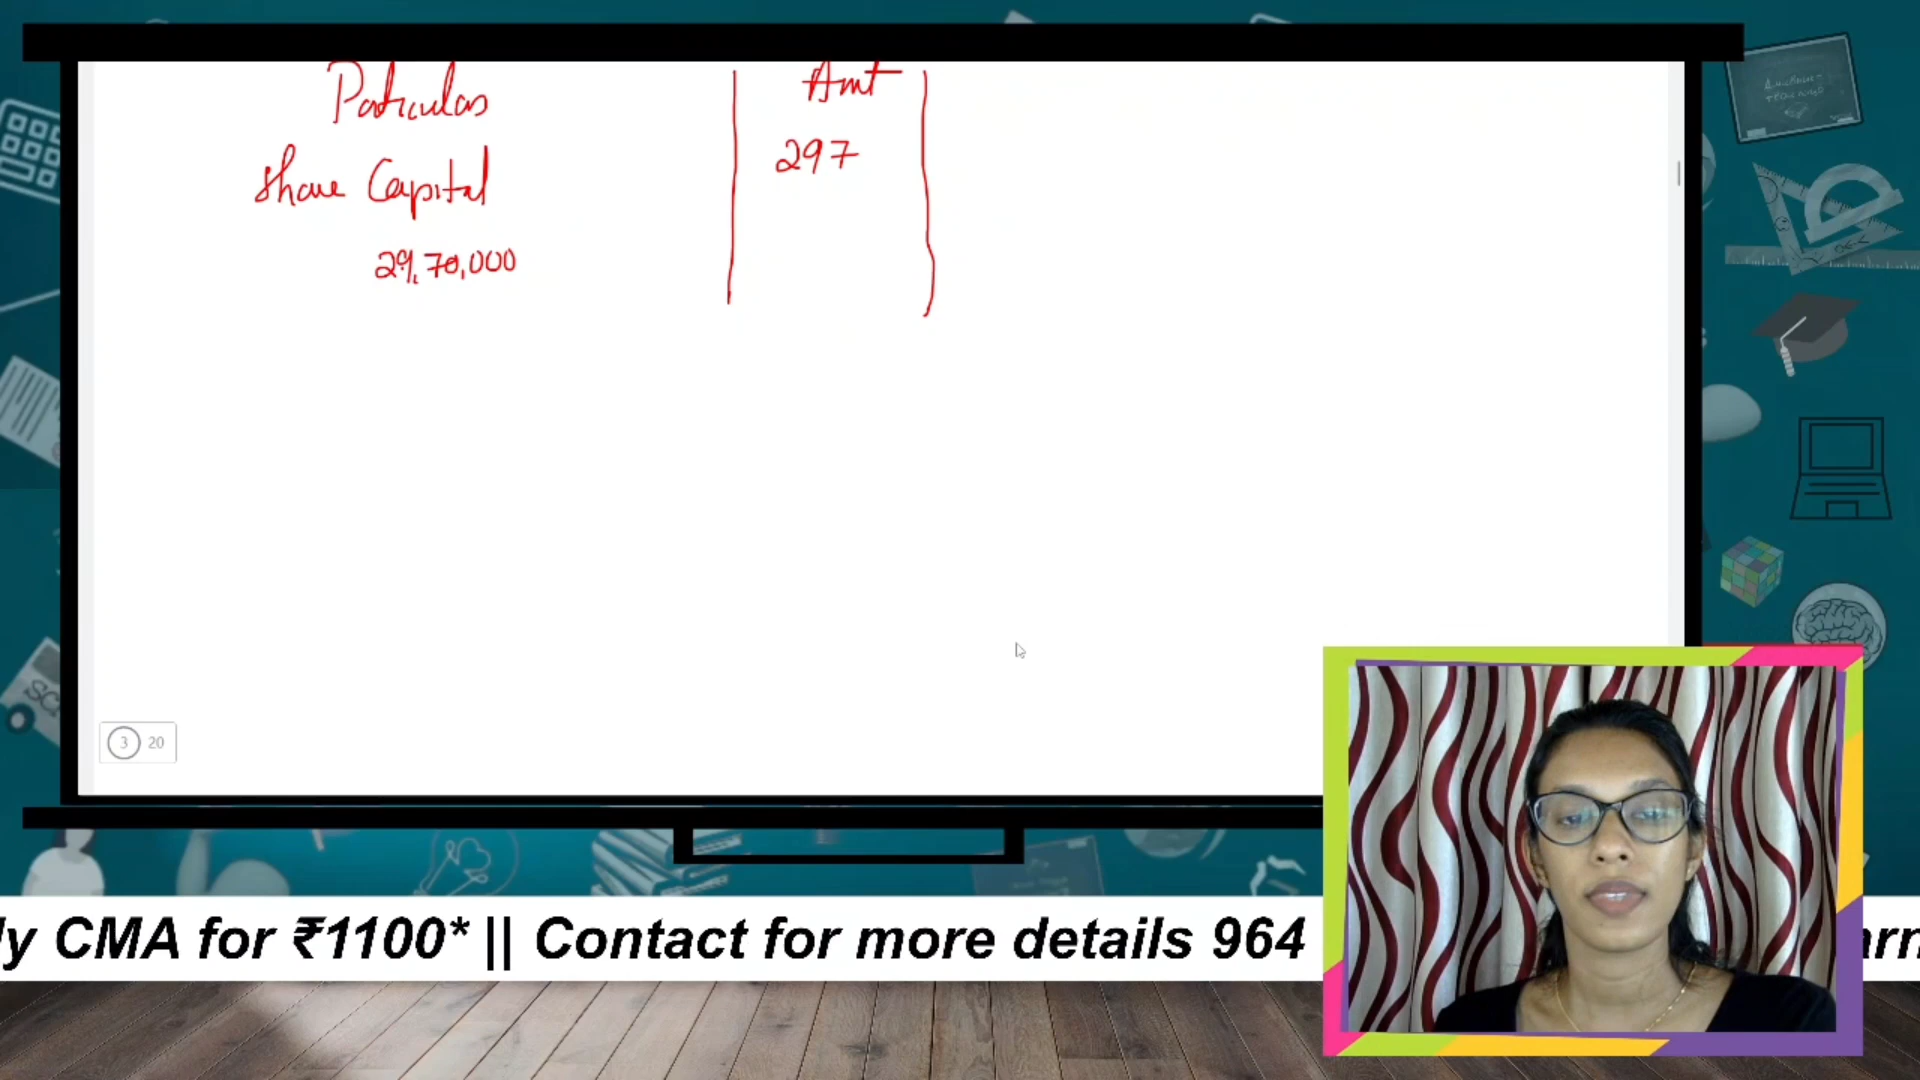 Particulars
Amt
Share Capital
297
29,70,000
3 20
ly CMA for ₹1100* || Contact for more details 964
arn